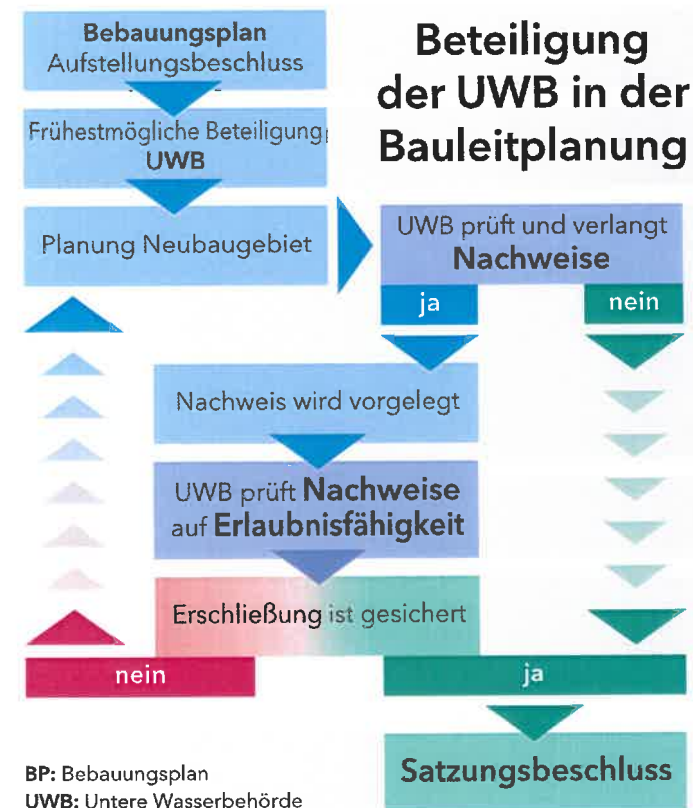 Beteiligung
der UWB in der
Bauleitplanung
Bebauungsplan
Aufstellungsbeschluss
Frühestmögliche Beteiligung
UWB
Planung Neubaugebiet
UWB prüft und verlangt
Nachweise
ja
nein
Nachweis wird vorgelegt
UWB prüft Nachweise
auf Erlaubnisfähigkeit
Erschließung ist gesichert
nein
ja
Satzungsbeschluss
BP: Bebauungsplan
UWB: Untere Wasserbehörde